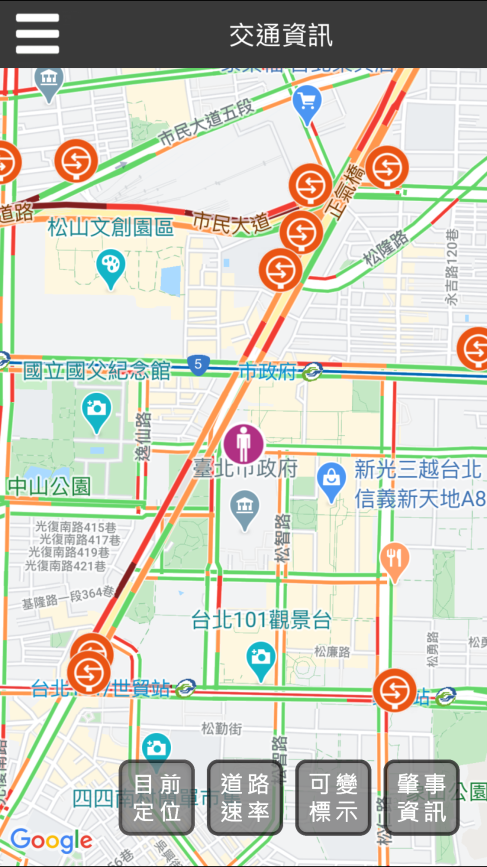 交通資訊
市民大道五段
正氣橋
道路
松山文創園區
市民大道
松隆路
永吉路120巷
5
國立國父紀念館
市政府
逸仙路
臺北市政府
新光三越台北
信義新天地A8
中山公園
光復南路415巷
光復南路417巷
光復南路419巷
光復南路421巷
松智路
基隆路一段364巷
台北101觀景台
松廉路
松勇路
世貿站
站
松勤街
松智路
四四南
目前
定位
道路
速率
可變
標示
肇事
資訊
Google